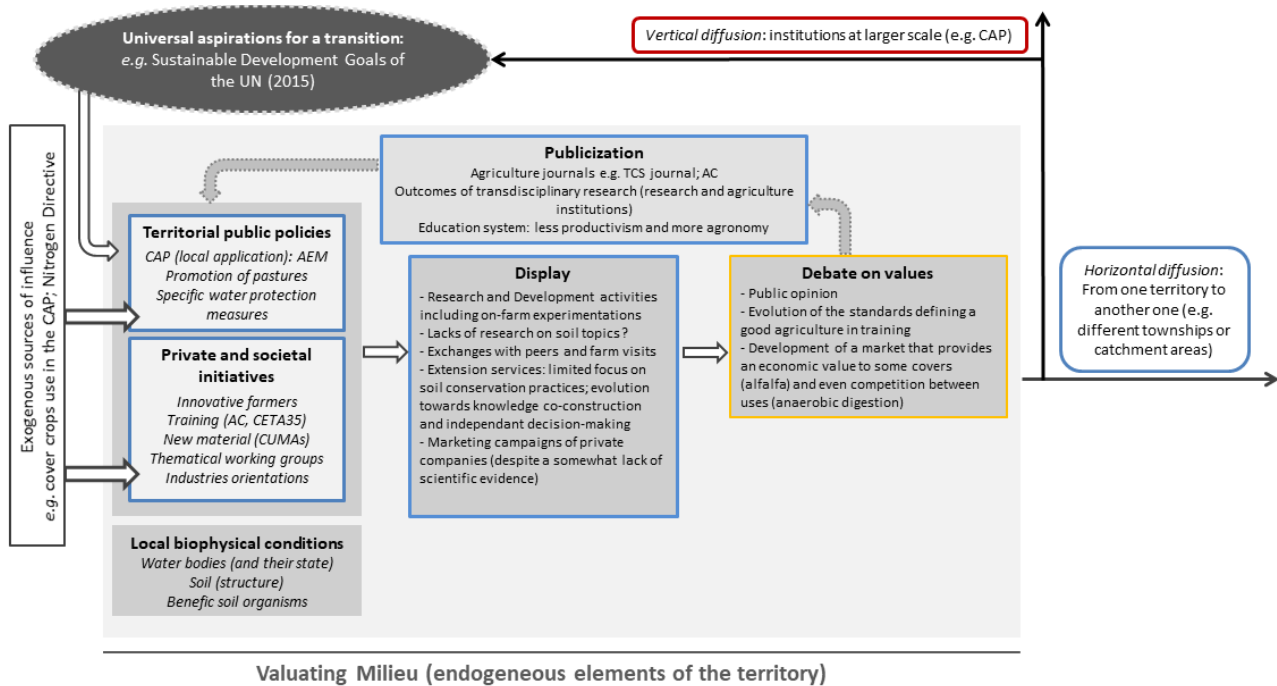 Universal aspirations for a transition:
e.g. Sustainable Development Goals of
the UN (2015)
Vertical diffusion: institutions at larger scale (e.g. CAP)
Exogenous sources of influence
e.g. cover crops use in the CAP; Nitrogen Directive
Publicization
Agriculture journals e.g. TCS journal; AC
Outcomes of transdisciplinary research (research and agriculture
institutions)
Education system: less productivism and more agronomy
Territorial public policies
CAP (local application): AEM
Promotion of pastures
Specific water protection
measures
Private and societal
initiatives
Innovative farmers
Training (AC, CETA35)
New material (CUMAs)
Thematical working groups
Industries orientations
Local biophysical conditions
Water bodies (and their state)
Soil (structure)
Benefic soil organisms
Display
- Research and Development activities
including on-farm experimentations
- Lacks of research on soil topics?
- Exchanges with peers and farm visits
- Extension services: limited focus on
soil conservation practices; evolution
towards knowledge co-construction
and independant decision-making
- Marketing campaigns of private
companies (despite a somewhat lack of
scientific evidence)
Debate on values
- Public opinion
- Evolution of the standards defining a
good agriculture in training
- Development of a market that provides
an economic value to some covers
(alfalfa) and even competition between
uses (anaerobic digestion)
Horizontal diffusion:
From one territory to
another one (e.g.
different townships or
catchment areas)
Valuating Milieu (endogeneous elements of the territory)